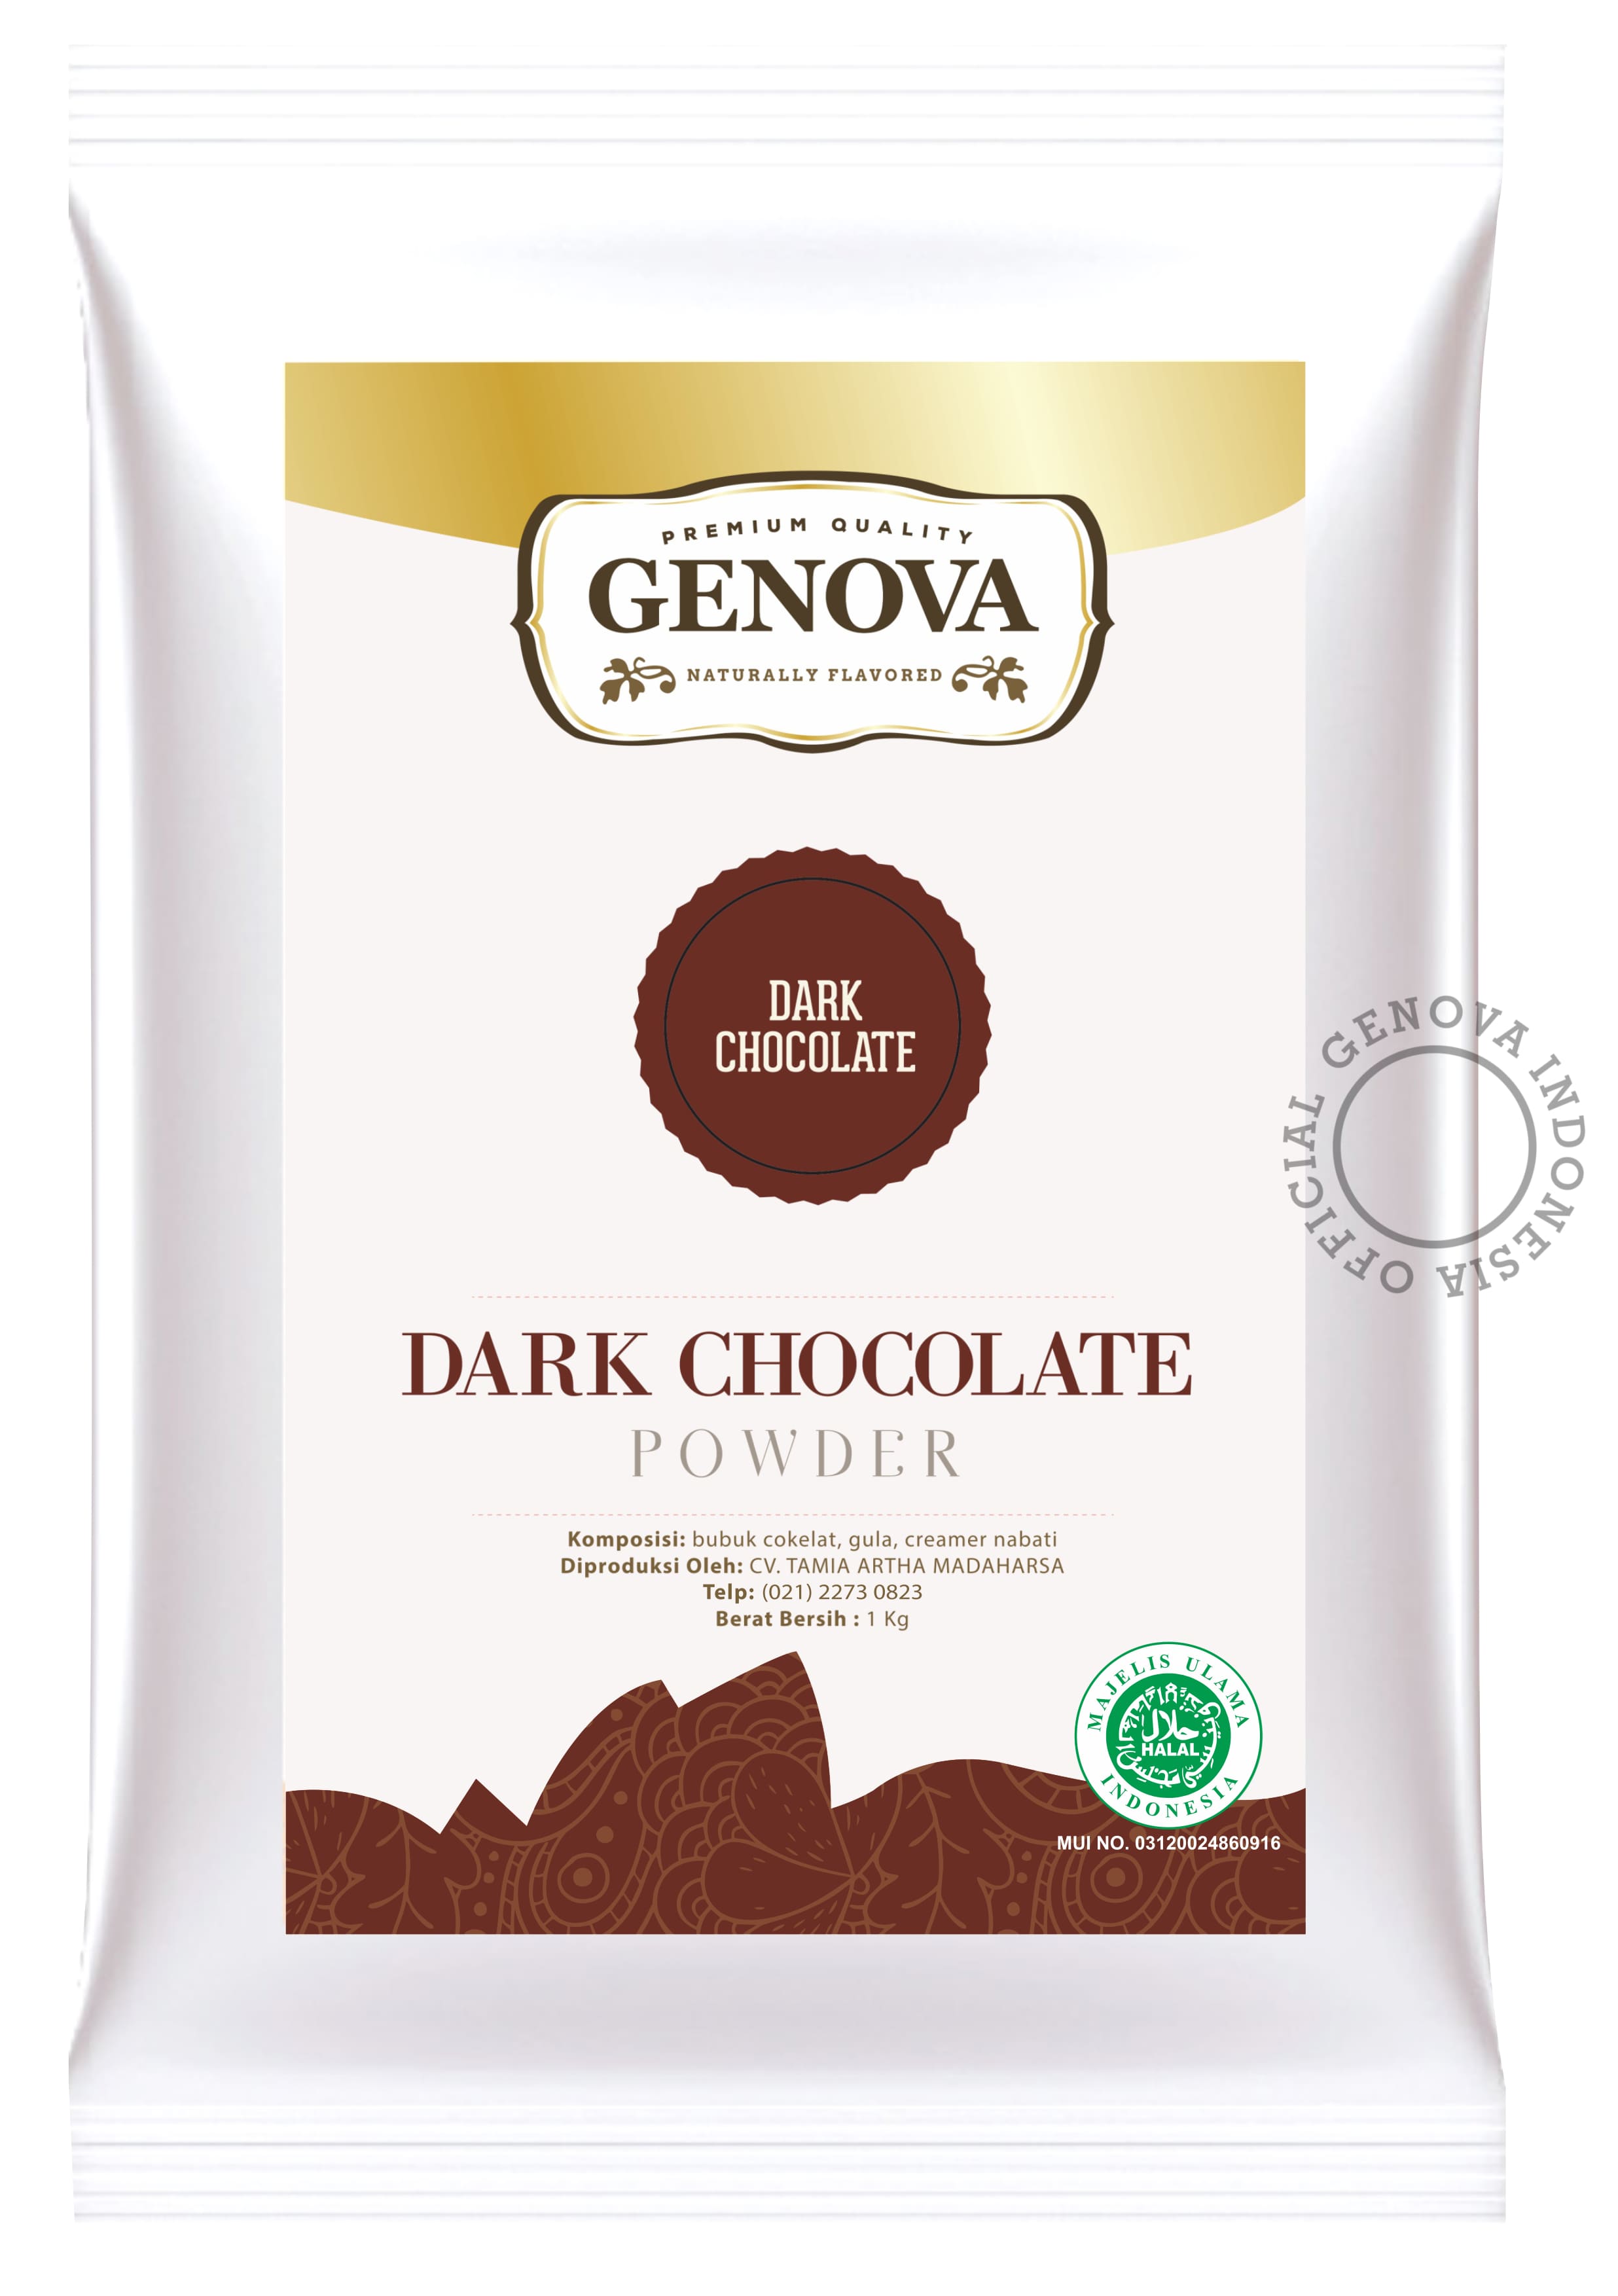 PREMIUM QUALITY
GENOVA
NATURALLY FLAVORED
DARK
CHOCOLATE
OFFICIAL GENOVA INDONESIA
DARK CHOCOLATE
POWDER
Komposisi: bubuk cokelat, gula, creamer nabati
Diproduksi Oleh: CV. TAMIA ARTHA MADAHARSA
Telp: (021) 2273 0823
Berat Bersih : 1 Kg
MAJELIS ULAMA
حلال
HALAL
INDONESIA
MUI NO. 03120024860916